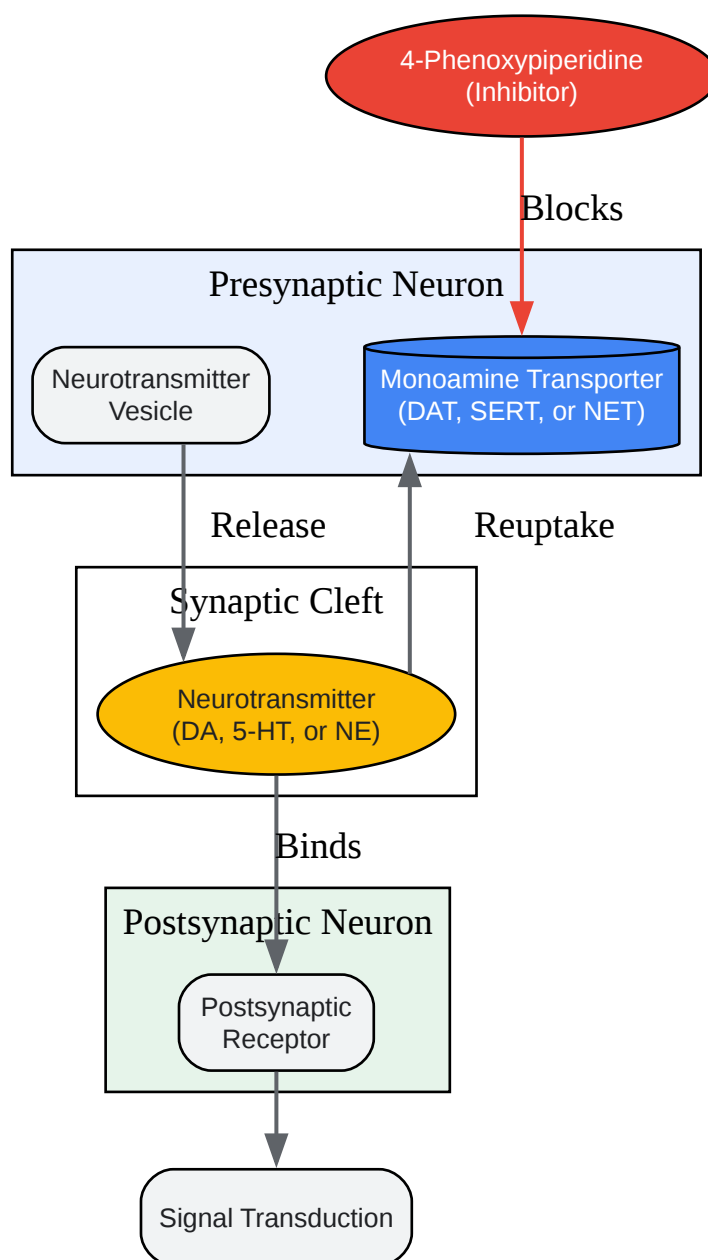 4-Phenoxypiperidine
(Inhibitor)
Blocks
Presynaptic Neuron
Neurotransmitter
Vesicle
Monoamine Transporter
(DAT, SERT, or NET)
Release
Reuptake
Synaptic Cleft
Neurotransmitter
(DA, 5-HT, or NE)
Binds
Postsynaptic Neuron
Postsynaptic
Receptor
Signal Transduction